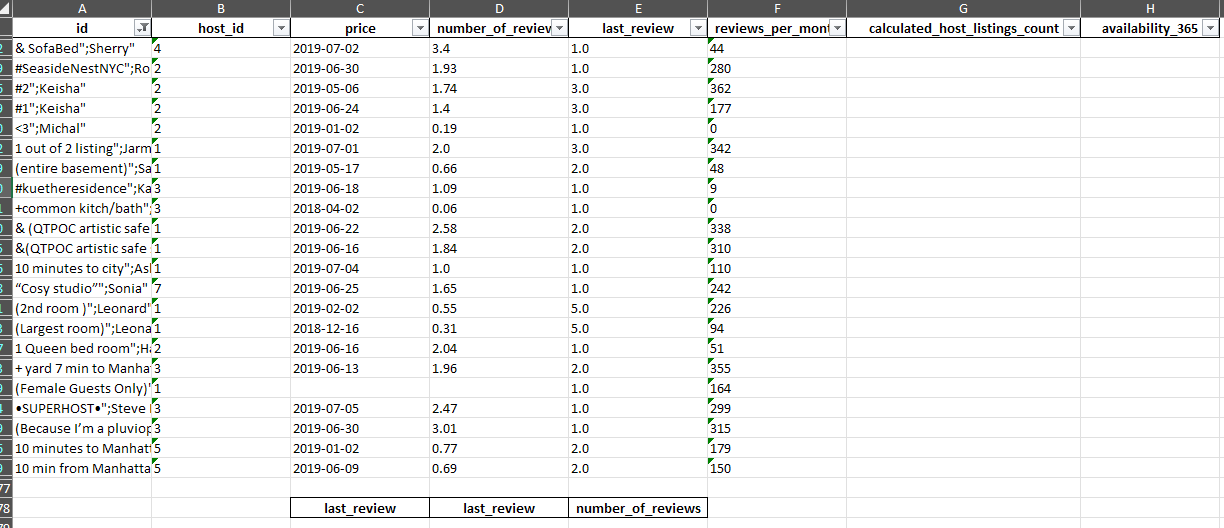 A B C D E F G H
id host_id price number_of_review last_review reviews_per_mont calculated_host_listings_count availability_365
& SofaBed";Sherry" 4 2019-07-02 3.4 1.0 44
#SeasideNestNYC";Ro 2 2019-06-30 1.93 1.0 280
#2";Keisha" 2 2019-05-06 1.74 3.0 362
#1";Keisha" 2 2019-06-24 1.4 3.0 177
<3";Michal" 2 2019-01-02 0.19 1.0 0
1 out of 2 listing";Jarm 1 2019-07-01 2.0 3.0 342
(entire basement)";Sa 1 2019-05-17 0.66 2.0 48
#kuetheresidence";Ka 3 2019-06-18 1.09 1.0 9
+common kitch/bath"; 3 2018-04-02 0.06 1.0 0
& (QTPOC artistic safe 1 2019-06-22 2.58 2.0 338
&(QTPOC artistic safe 1 2019-06-16 1.84 2.0 310
10 minutes to city";Asl 1 2019-07-04 1.0 1.0 110
“Cosy studio”";Sonia" 7 2019-06-25 1.65 1.0 242
(2nd room )";Leonard" 1 2019-02-02 0.55 5.0 226
(Largest room)";Leona 1 2018-12-16 0.31 5.0 94
1 Queen bed room";Ha 2 2019-06-16 2.04 1.0 51
+ yard 7 min to Manha 3 2019-06-13 1.96 2.0 355
(Female Guests Only)" 1 1.0 164
•SUPERHOST•";Steve 3 2019-07-05 2.47 1.0 299
(Because I’m a pluviop 3 2019-06-30 3.01 1.0 315
10 minutes to Manhatt 5 2019-01-02 0.77 2.0 179
10 min from Manhatta 5 2019-06-09 0.69 2.0 150
77
78 last_review last_review number_of_reviews